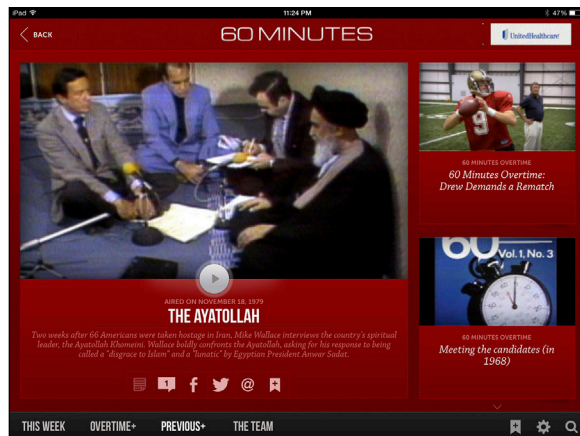 iPad
11:24 PM
47%
BACK
60 MINUTES
UnitedHealthcare
AIRED ON NOVEMBER 18, 1979
THE AYATOLLAH
Two weeks after 66 Americans were taken hostage in Iran, Mike Wallace interviews the country's spiritual
leader, the Ayatollah Khomeini. Wallace boldly confronts the Ayatollah, asking for his response to being
called a "disgrace to Islam" and a "lunatic" by Egyptian President Anwar Sadat.
1
9
60 MINUTES OVERTIME
60 Minutes Overtime:
Drew Demands a Rematch
60 Vol. 1, No. 3
60 MINUTES OVERTIME
Meeting the candidates (in
1968)
THIS WEEK
OVERTIME+
PREVIOUS+
THE TEAM